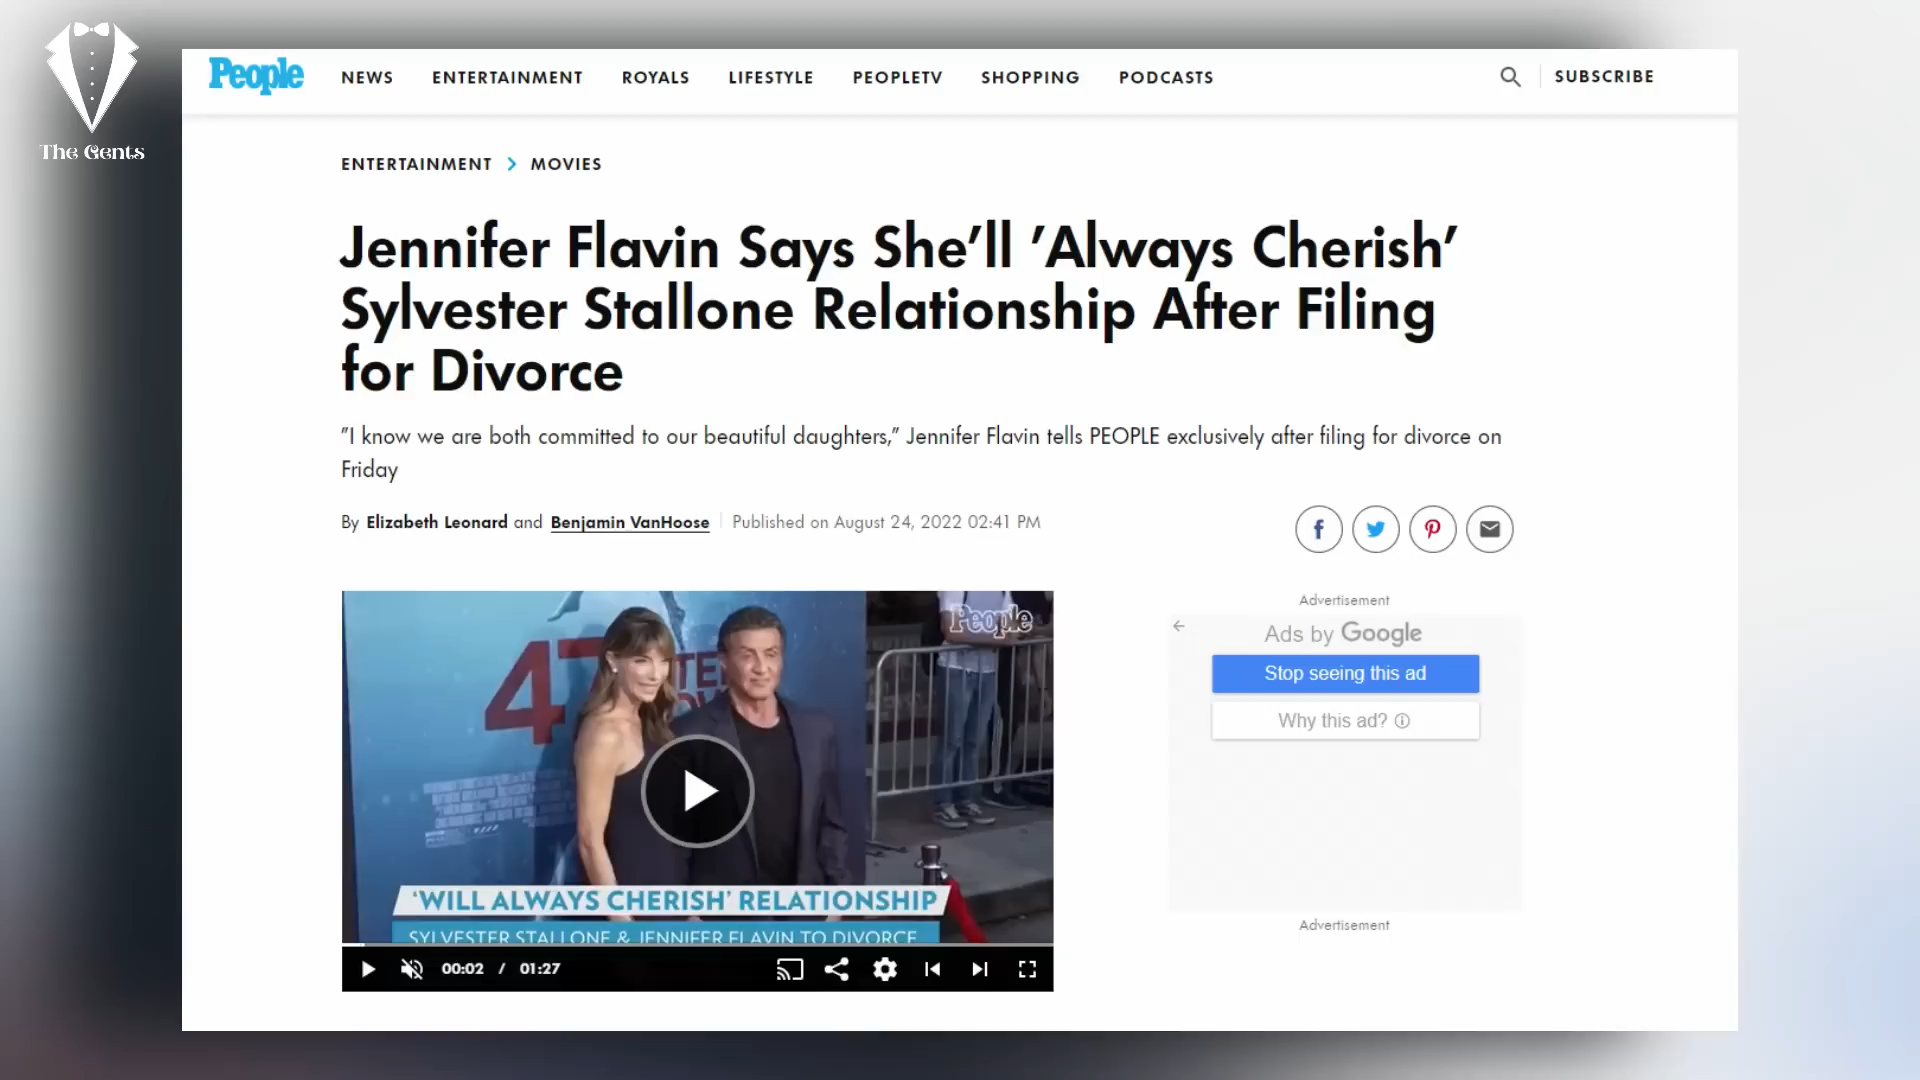 The Gents
People
NEWS ENTERTAINMENT ROYALS LIFESTYLE PEOPLETV SHOPPING PODCASTS SUBSCRIBE
ENTERTAINMENT > MOVIES
Jennifer Flavin Says She'll 'Always Cherish'
Sylvester Stallone Relationship After Filing
for Divorce
"I know we are both committed to our beautiful daughters," Jennifer Flavin tells PEOPLE exclusively after filing for divorce on
Friday
By Elizabeth Leonard and Benjamin VanHoose | Published on August 24, 2022 02:41 PM
Advertisement
Ads by Google
Stop seeing this ad
Why this ad?
Advertisement
People
47
'WILL ALWAYS CHERISH' RELATIONSHIP
SYLVESTER STALLONE & JENNIFER FLAVIN TO DIVORCE
00:02 / 01:27